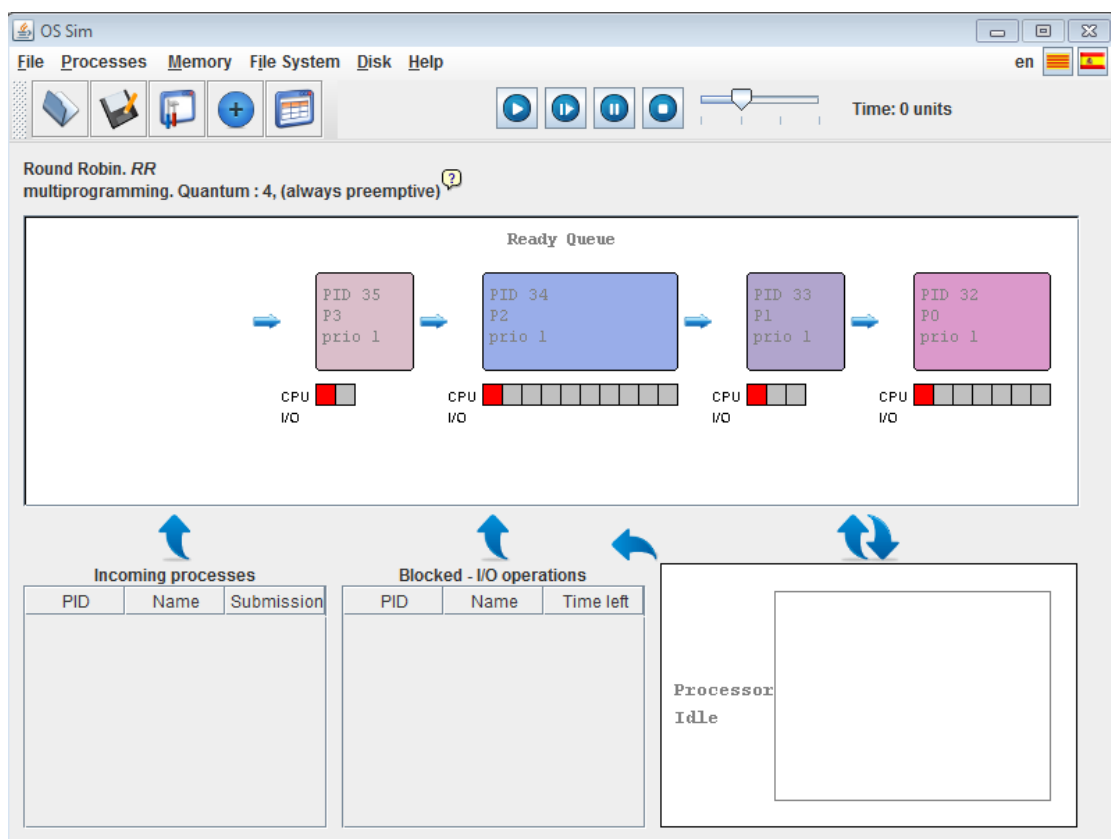 OS Sim
File Processes Memory File System Disk Help en
Time: 0 units
Round Robin. RR
multiprogramming. Quantum : 4, (always preemptive) ?
Ready Queue
PID 35
P3
prio 1
CPU
I/O
PID 34
P2
prio 1
CPU
I/O
PID 33
P1
prio 1
CPU
I/O
PID 32
P0
prio 1
CPU
I/O
Incoming processes
PID Name Submission
Blocked - I/O operations
PID Name Time left
Processor
Idle